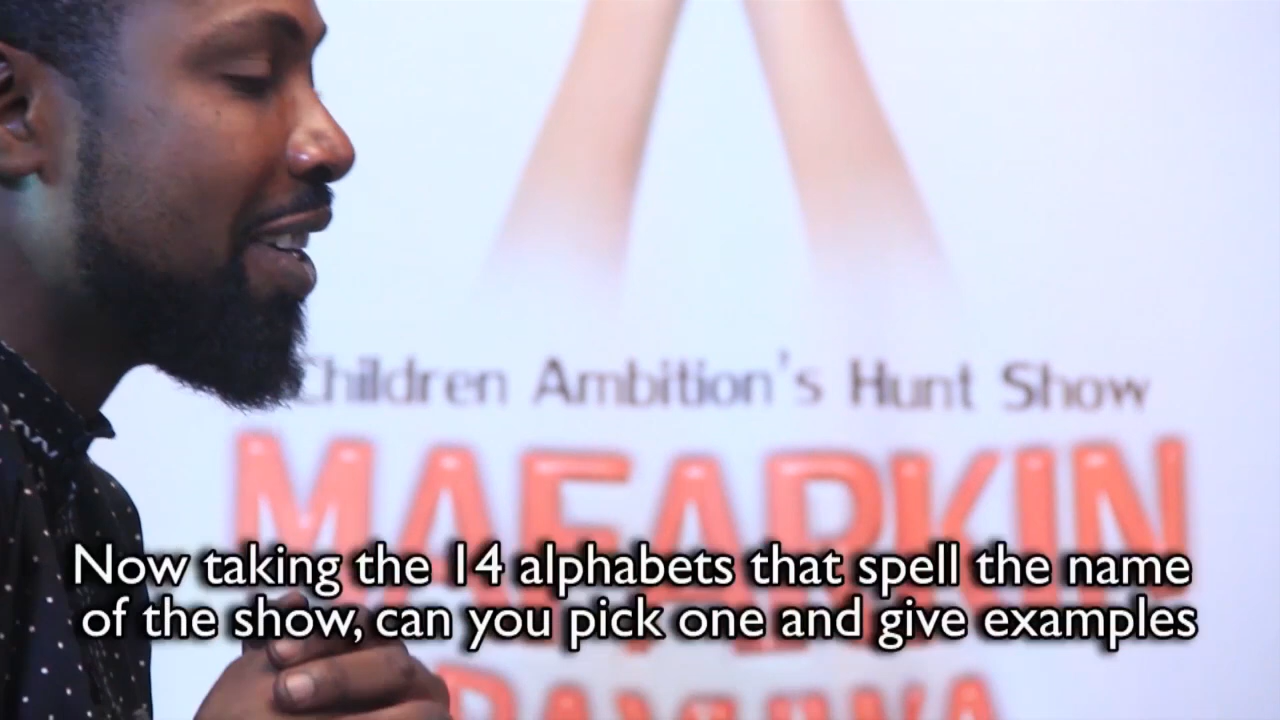 Children Ambition's Hunt Show
MAFARKIN
Now taking the 14 alphabets that spell the name
of the show, can you pick one and give examples